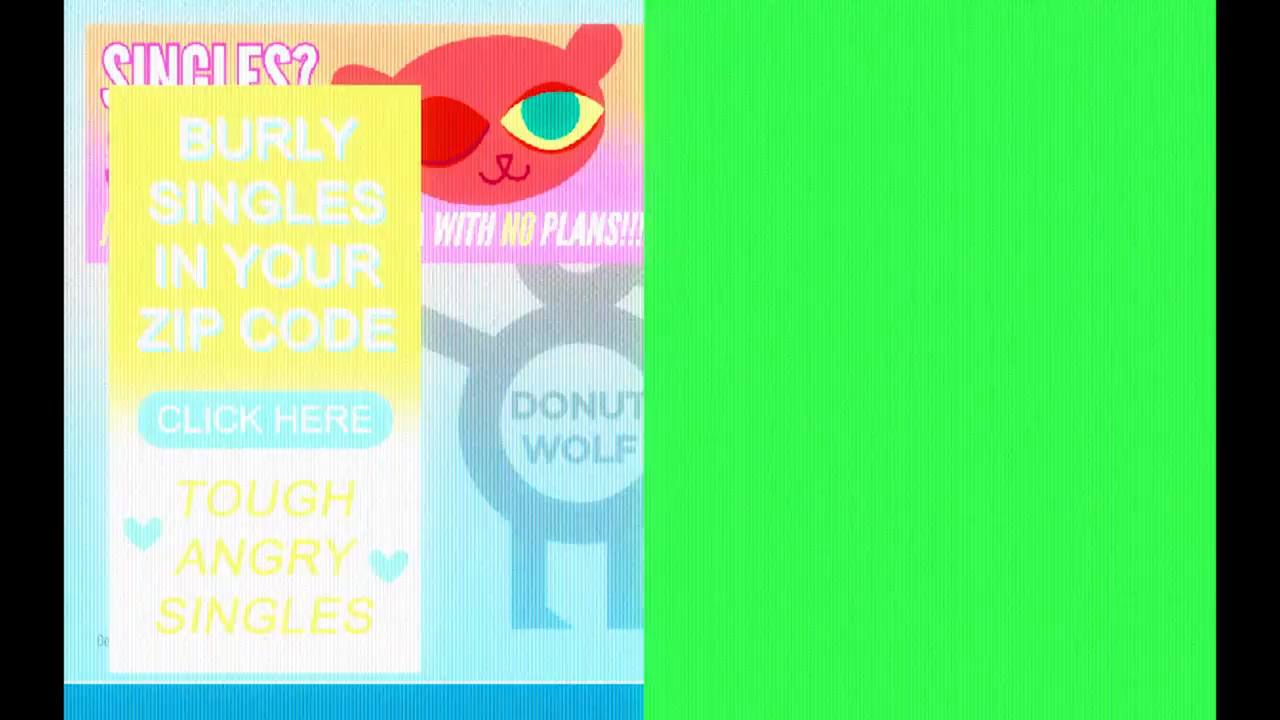 SINGLES?
BURLY
SINGLES
IN YOUR
ZIP CODE
WITH NO PLANS!!!
CLICK HERE
DONUT
WOLF
TOUGH
ANGRY
SINGLES